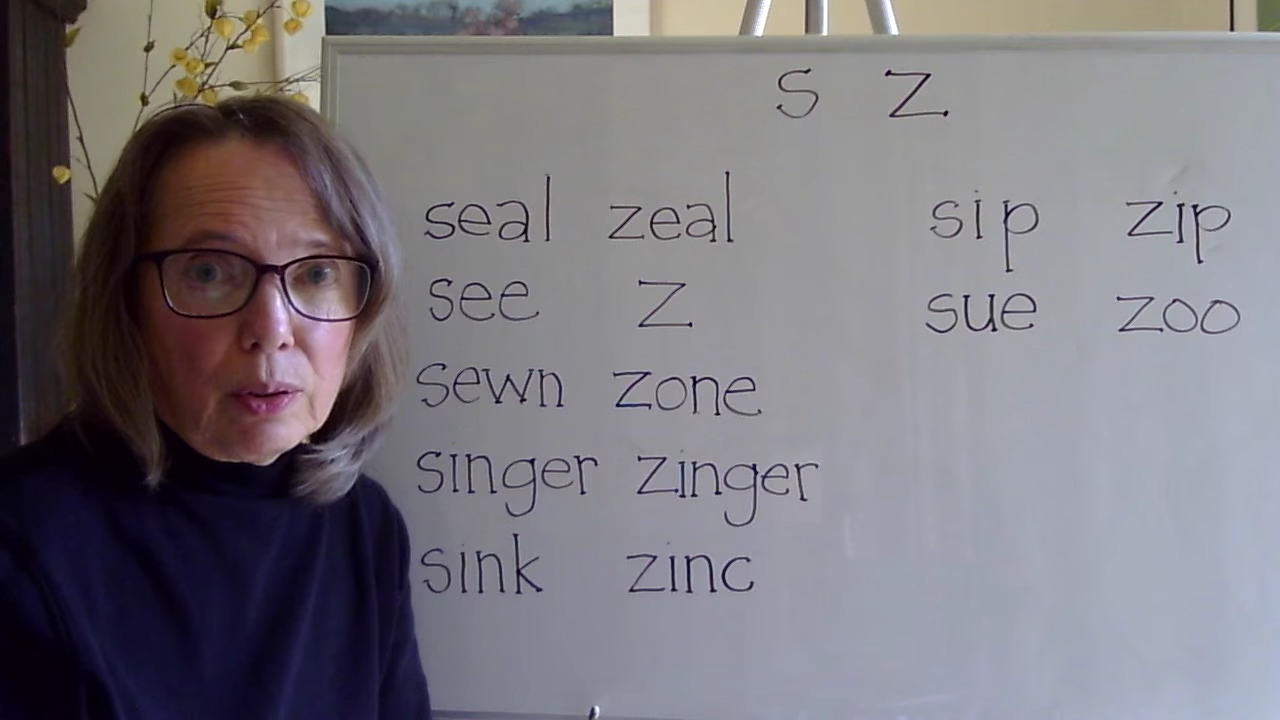 s z
seal zeal
see z
sewn zone
singer zinger
sink zinc
sip zip
sue zoo